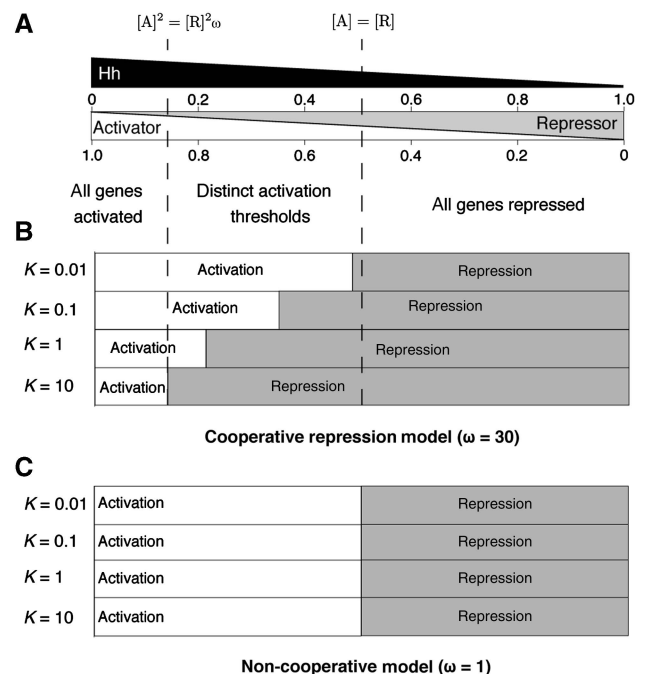 A
[A]² = [R]²ω [A] = [R]
Hh
0 0.2 0.4 0.6 0.8 1.0
Activator Repressor
1.0 0.8 0.6 0.4 0.2 0
All genes activated
Distinct activation thresholds
All genes repressed
B
K = 0.01 Activation Repression
K = 0.1 Activation Repression
K = 1 Activation Repression
K = 10 Activation Repression
Cooperative repression model (ω = 30)
C
K = 0.01 Activation Repression
K = 0.1 Activation Repression
K = 1 Activation Repression
K = 10 Activation Repression
Non-cooperative model (ω = 1)